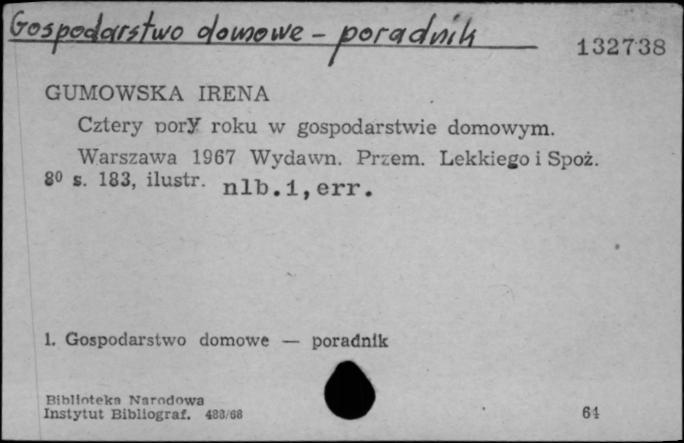 Gospodarstwo domowe - poradnik
132738
GUMOWSKA IRENA
Cztery pory roku w gospodarstwie domowym.
Warszawa 1967 Wydawn. Przem. Lekkiego i Spoż.
8⁰ s. 183, ilustr. nlb.1, err.
1. Gospodarstwo domowe — poradnik
Biblioteka Narodowa
Instytut Bibliograf. 483/68
64